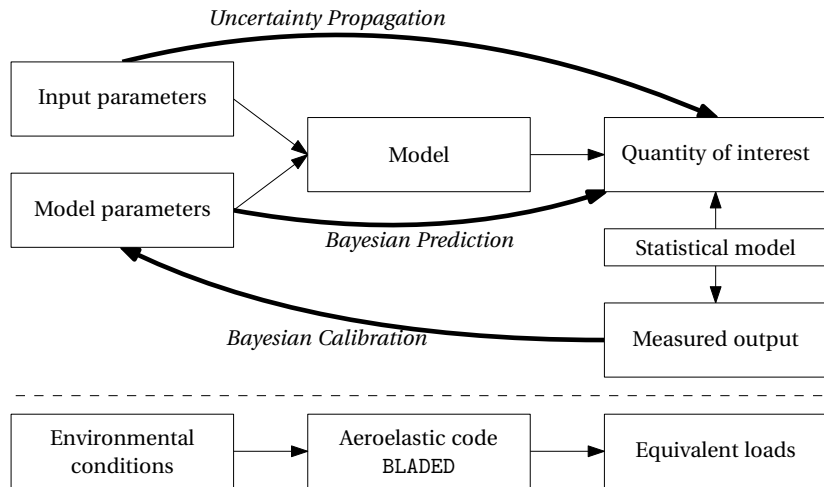 Uncertainty Propagation
Input parameters
Model
Quantity of interest
Model parameters
Bayesian Prediction
Statistical model
Bayesian Calibration
Measured output
Environmental
conditions
Aeroelastic code
BLADED
Equivalent loads